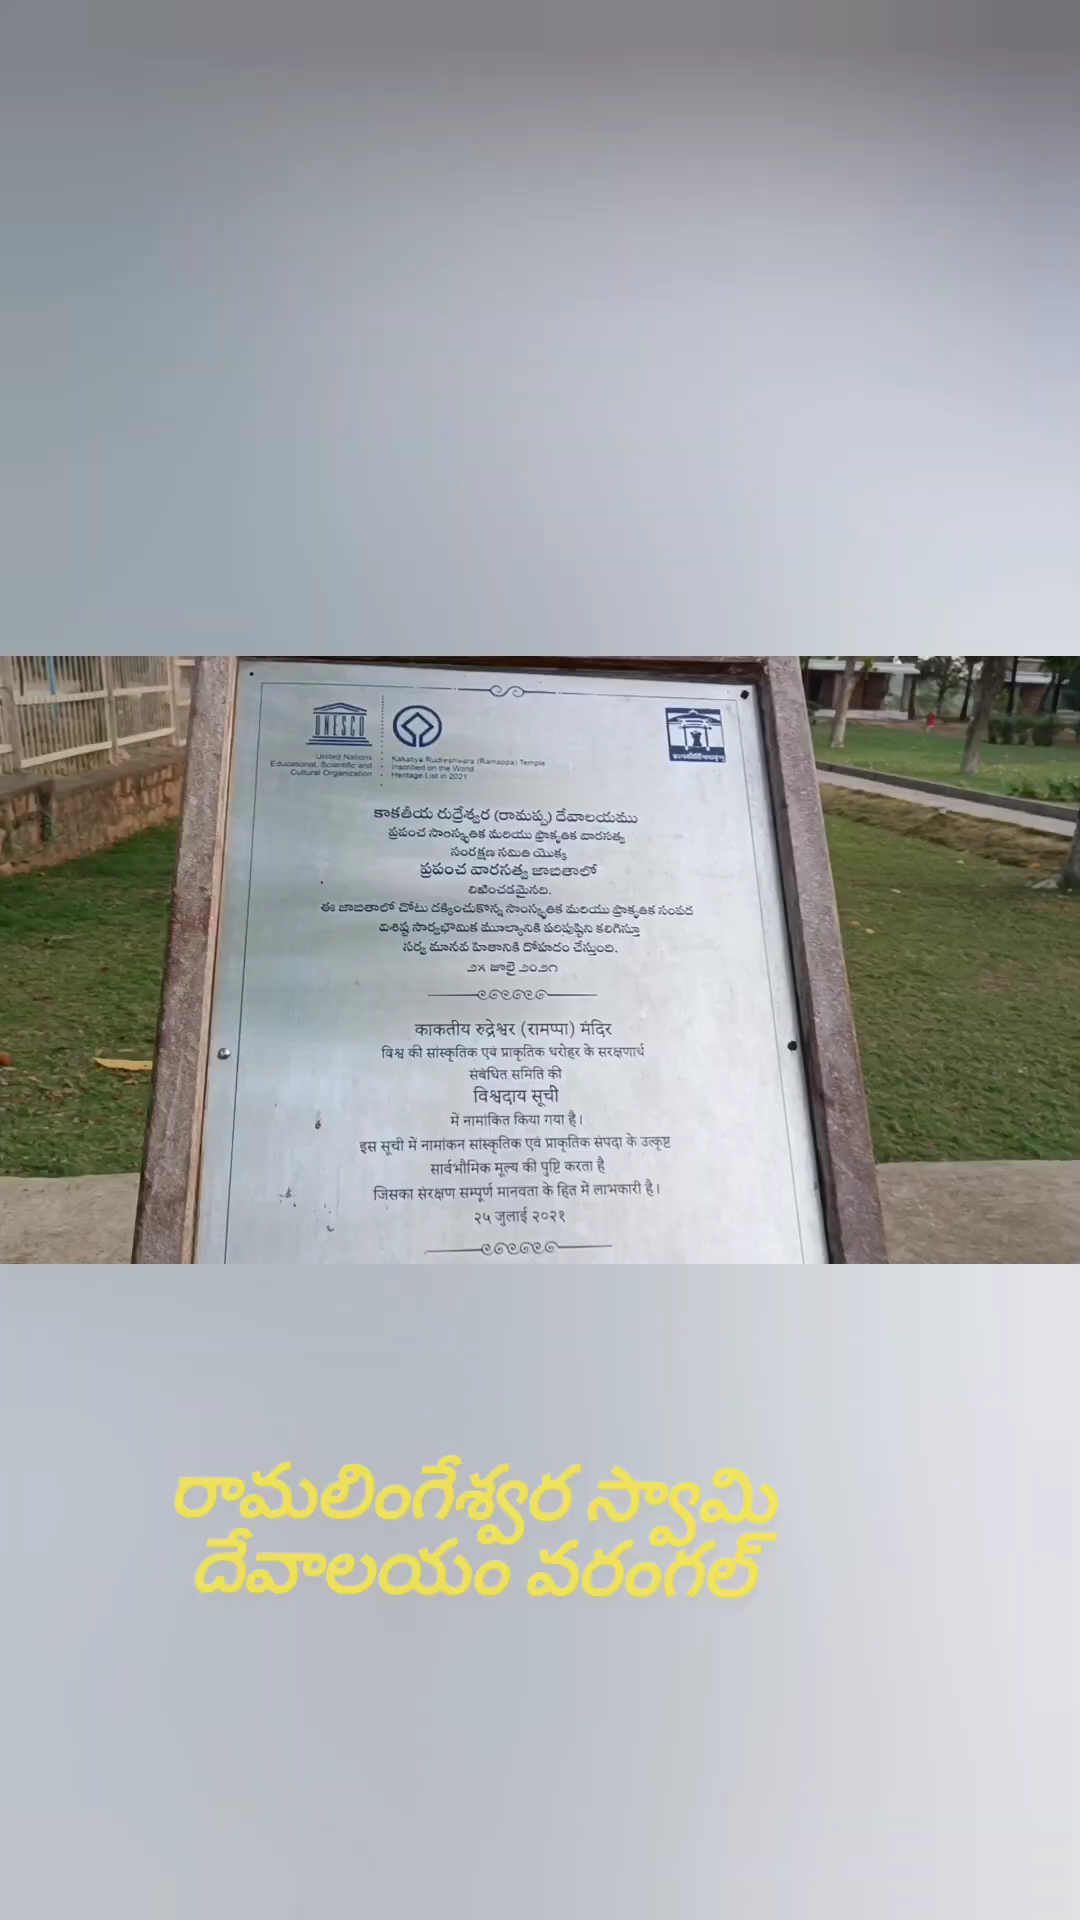 UNESCO
United Nations
Educational, Scientific and
Cultural Organization
Kakatiya Rudreshwara (Ramappa) Temple
Inscribed on the World
Heritage List in 2021
కాకతీయ రుద్రేశ్వర (రామప్ప) దేవాలయము
ప్రపంచ సాంస్కృతిక మరియు ప్రాకృతిక వారసత్వ
సంరక్షణ సమితి యొక్క
ప్రపంచ వారసత్వ జాబితాలో
లిఖించడమైనది.
ఈ జాబితాలో చోటు దక్కించుకొన్న సాంస్కృతిక మరియు ప్రాకృతిక సంపద
విశిష్ట సార్వభౌమిక మూల్యానికి పరిపుష్టిని కలిగిస్తూ
సర్వ మానవ హితానికి దోహదం చేస్తుంది.
౨౫ జూలై ౨౦౨౧
काकतीय रुद्रेश्वर (रामप्पा) मंदिर
विश्व की सांस्कृतिक एवं प्राकृतिक धरोहर के सरक्षणार्थ
संबंधित समिति की
विश्वदाय सूची
में नामांकित किया गया है।
इस सूची में नामांकन सांस्कृतिक एवं प्राकृतिक संपदा के उत्कृष्ट
सार्वभौमिक मूल्य की पुष्टि करता है
जिसका संरक्षण सम्पूर्ण मानवता के हित में लाभकारी है।
२५ जुलाई २०२१
రామలింగేశ్వర స్వామి
దేవాలయం వరంగల్